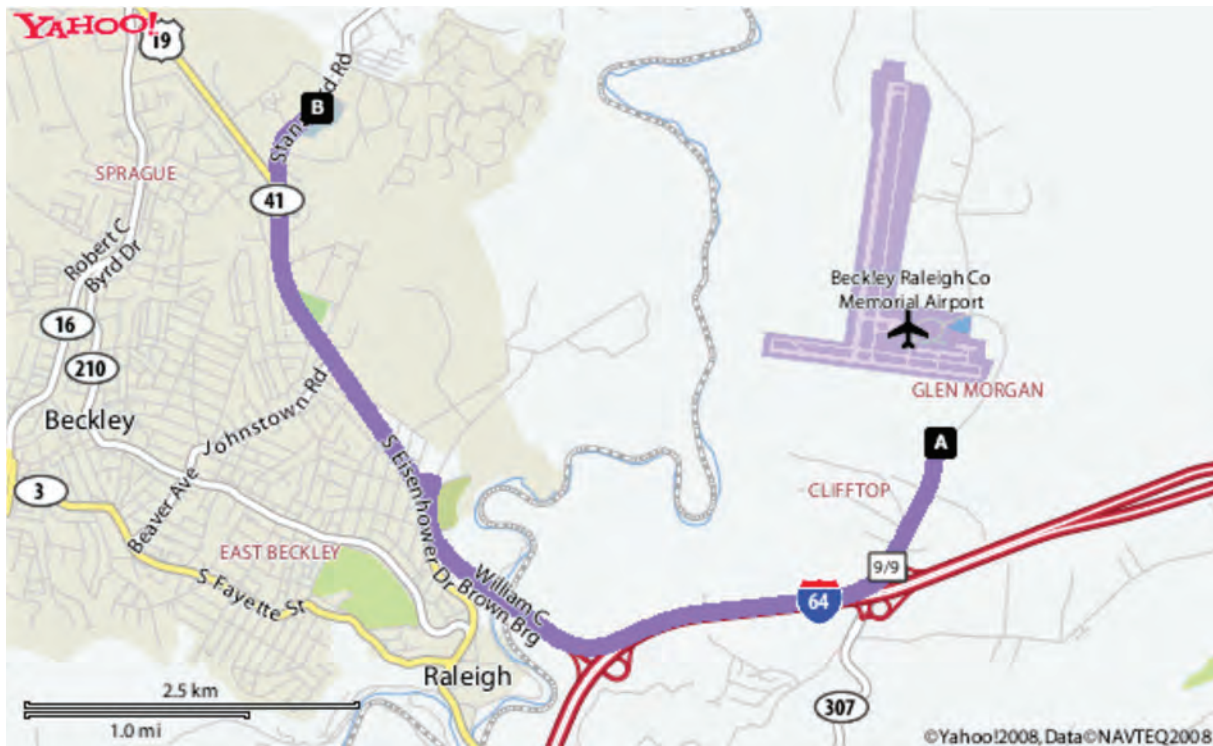 YAHOO!
19
B
Rd
SPRAGUE
41
Robert C
Byrd Dr
Beckley Raleigh Co
Memorial Airport
16
210
GLEN MORGAN
Beckley
Johnstown Rd
A
S Eisenhower Dr
3
CLIFFTOP
Beaver Ave
EAST BECKLEY
9/9
S Fayette St
William C
Brown Brg
64
Raleigh
2.5 km
307
1.0 mi
©Yahoo!2008, Data©NAVTEQ2008